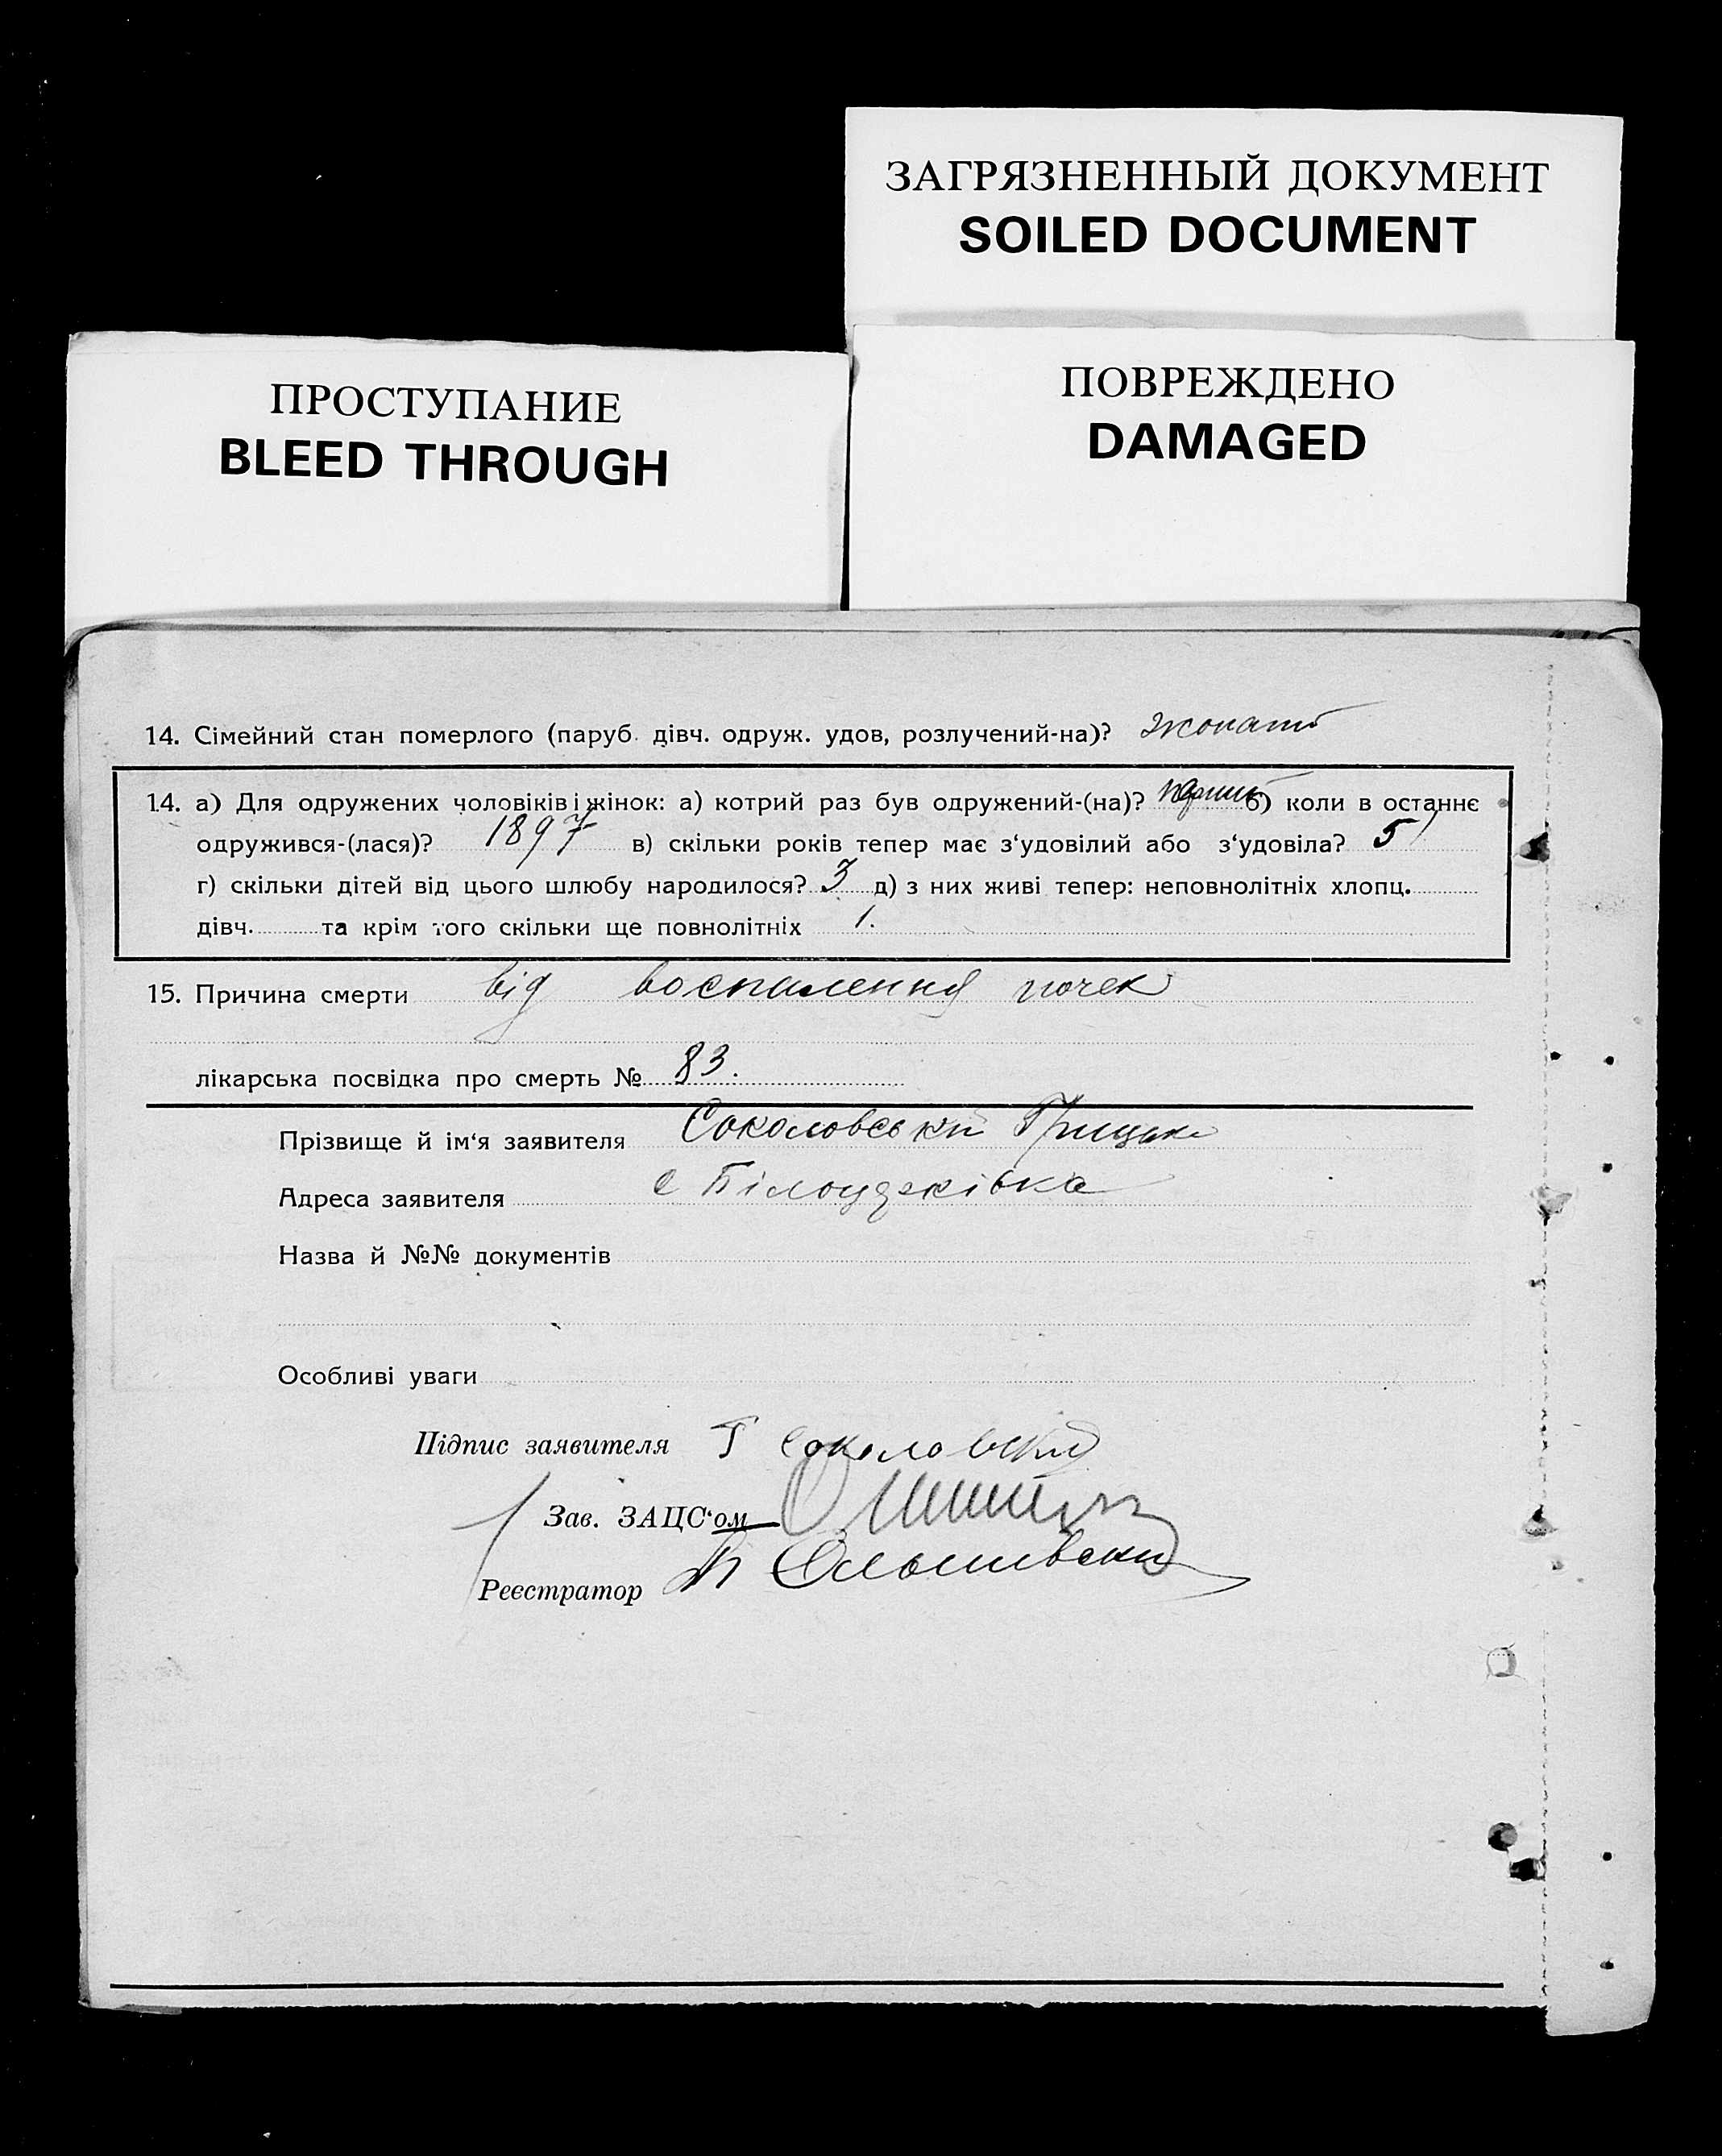 ЗАГРЯЗНЕННЫЙ ДОКУМЕНТ
SOILED DOCUMENT
ПРОСТУПАНИЕ
BLEED THROUGH
ПОВРЕЖДЕНО
DAMAGED
14. Сімейний стан померлого (паруб. дівч. одруж. удов, розлучений-на)? жонатъ
14. а) Для одружених чоловіків і жінок: а) котрий раз був одружений-(на)? б) коли в останнє
одружився-(лася)? 1897 в) скільки років тепер має з‘удовілий або з‘удовіла? 5
г) скільки дітей від цього шлюбу народилося? 3 д) з них живі тепер: неповнолітніх хлопц.
дівч. та крім того скільки ще повнолітніх 1.
15. Причина смерти від воспаления почек
лікарська посвідка про смерть № 83.
Прізвище й ім‘я заявителя Соколовський Грицько
Адреса заявителя с
Назва й №№ документів
Особливі уваги
Підпис заявителя Г Соколовский
Зав. ЗАЦС‘ом
Реєстратор